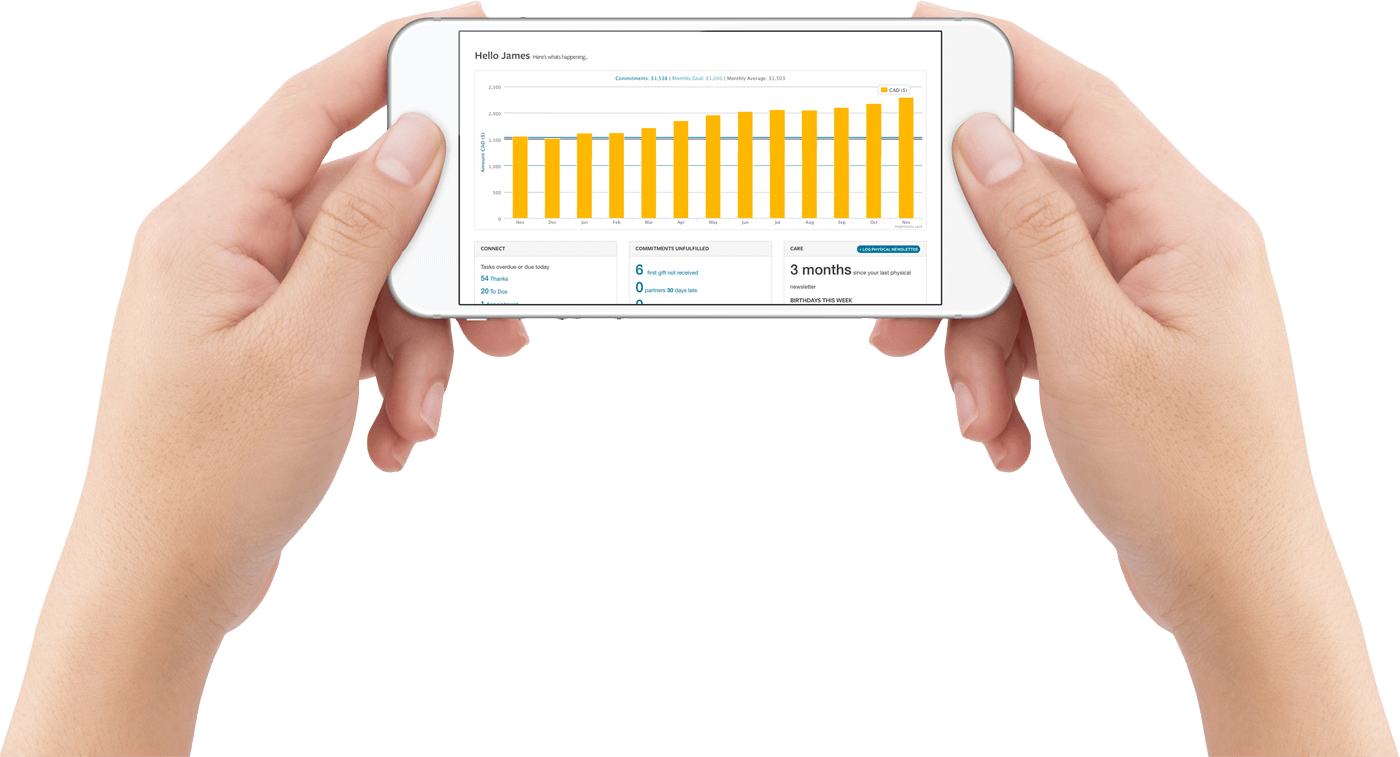 Hello James Here's whats happening..
Commitments: $1,538 | Monthly Goal: $1,000 | Monthly Average: $1,503
CAD ($)
Amount CAD ($)
2,500
2,000
1,500
1,000
500
0
Nov Dec Jan Feb Mar Apr May Jun Jul Aug Sep Oct Nov
Highcharts.com
CONNECT
Tasks overdue or due today
54 Thanks
20 To Dos
1 Appointment
COMMITMENTS UNFULFILLED
6 first gift not received
0 partners 30 days late
0
CARE
+ LOG PHYSICAL NEWSLETTER
3 months since your last physical
newsletter
BIRTHDAYS THIS WEEK